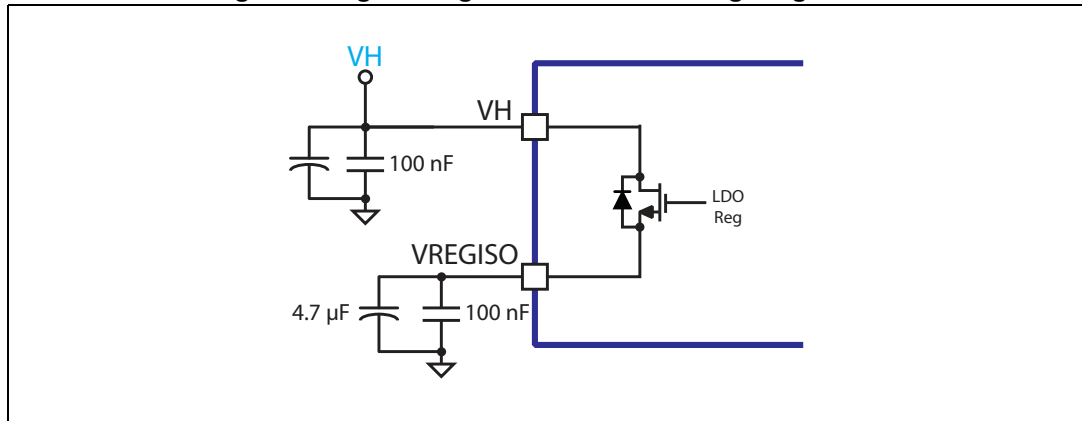 VH
VH
100 nF
LDO
Reg
VREGISO
4.7 µF
100 nF